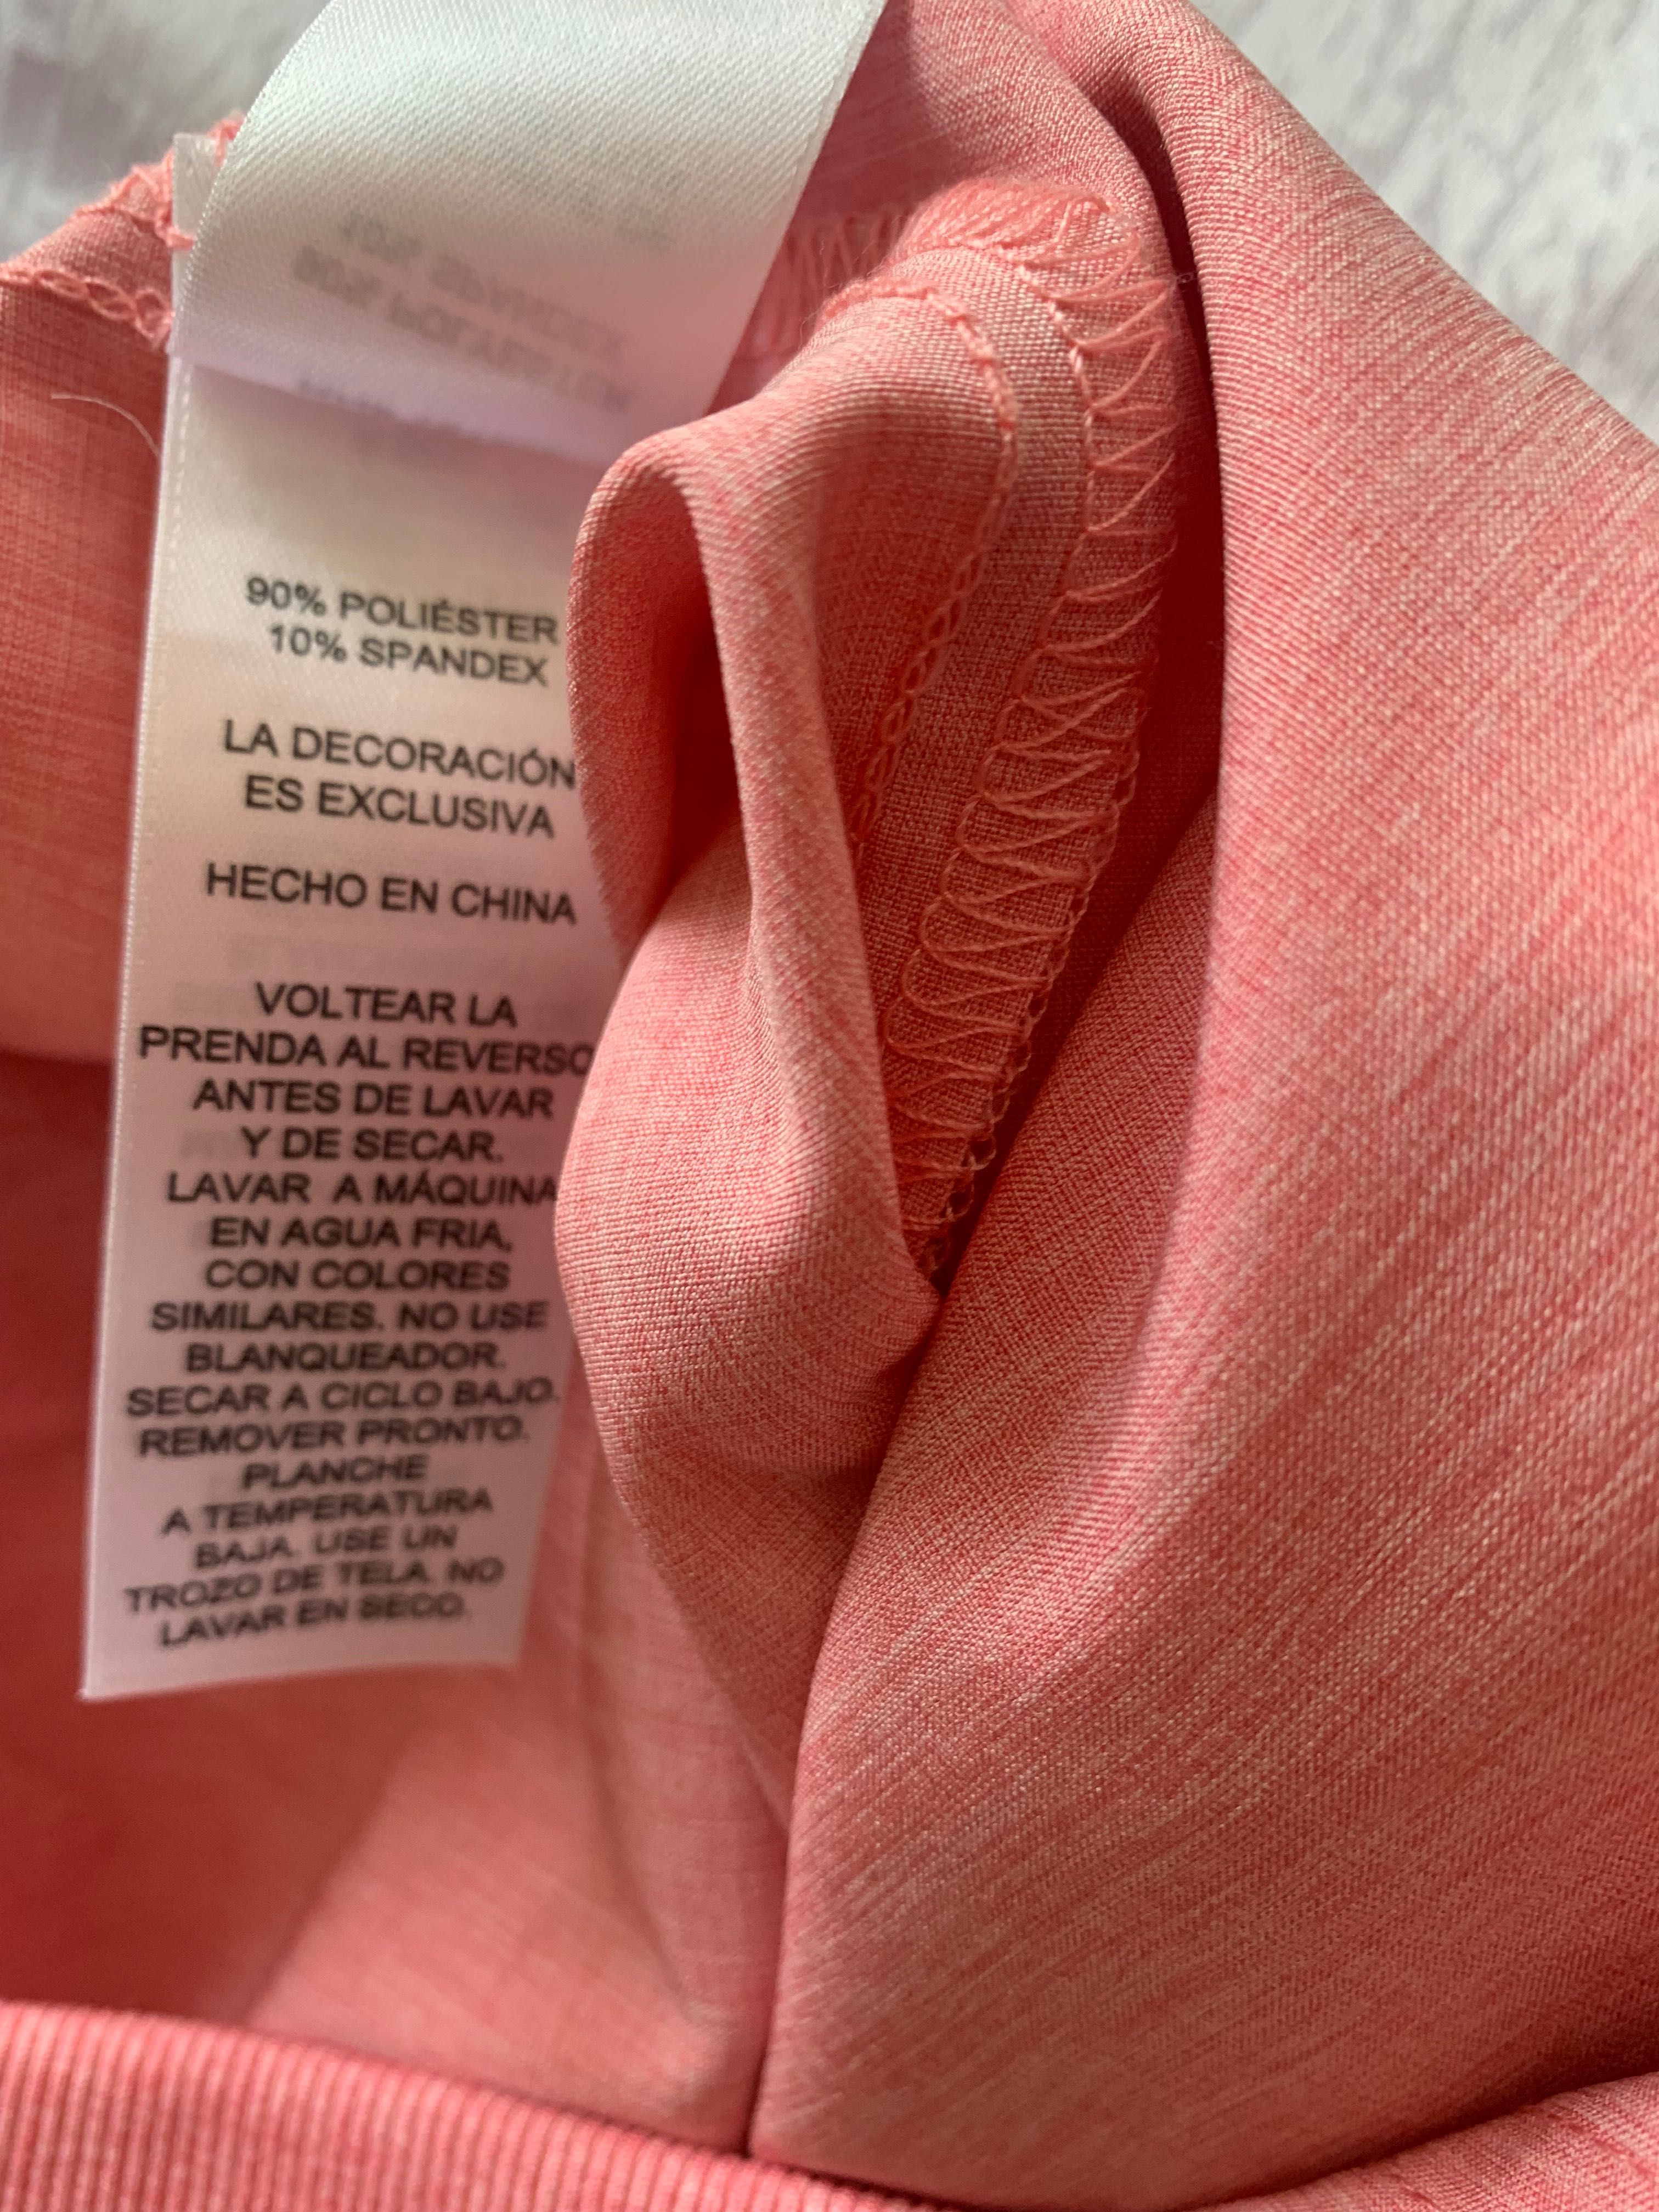 90% POLIÉSTER
10% SPANDEX
LA DECORACIÓN
ES EXCLUSIVA
HECHO EN CHINA
VOLTEAR LA
PRENDA AL REVERSO
ANTES DE LAVAR
Y DE SECAR.
LAVAR A MÁQUINA
EN AGUA FRIA,
CON COLORES
SIMILARES. NO USE
BLANQUEADOR.
SECAR A CICLO BAJO.
REMOVER PRONTO.
PLANCHE
A TEMPERATURA
BAJA. USE UN
TROZO DE TELA. NO
LAVAR EN SECO.